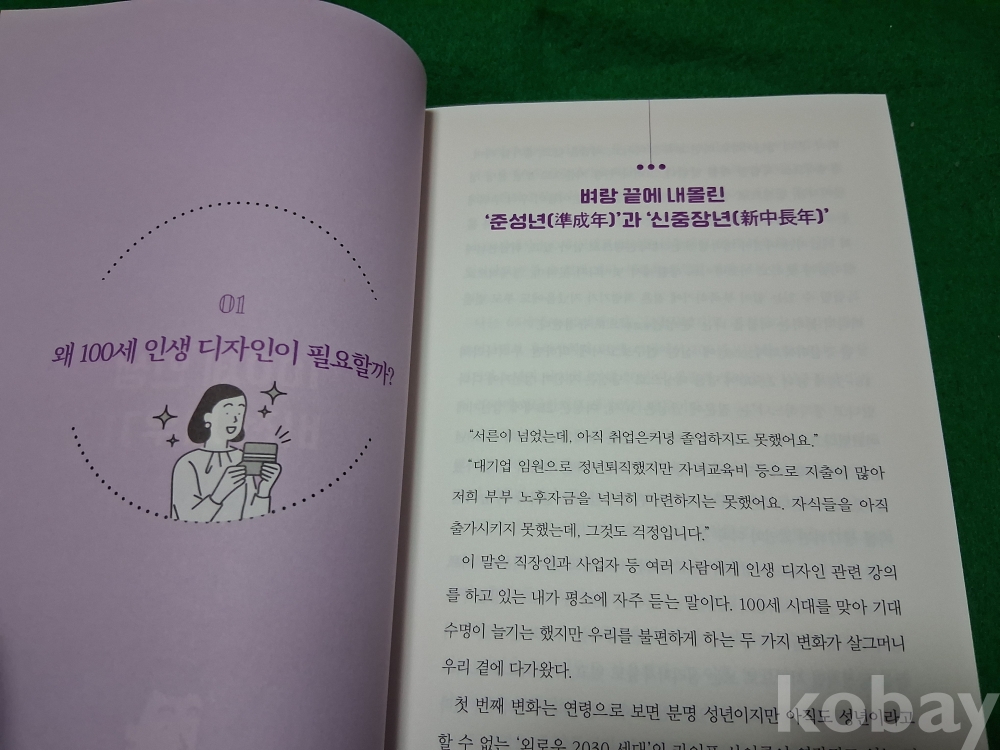 01
왜 100세 인생 디자인이 필요할까?
벼랑 끝에 내몰린
‘준성년(準成年)’과 ‘신중장년(新中長年)’
“서른이 넘었는데, 아직 취업은커녕 졸업하지도 못했어요.”
“대기업 임원으로 정년퇴직했지만 자녀교육비 등으로 지출이 많아
저희 부부 노후자금을 넉넉히 마련하지는 못했어요. 자식들을 아직
출가시키지 못했는데, 그것도 걱정입니다.”
이 말은 직장인과 사업자 등 여러 사람에게 인생 디자인 관련 강의
를 하고 있는 내가 평소에 자주 듣는 말이다. 100세 시대를 맞아 기대
수명이 늘기는 했지만 우리를 불편하게 하는 두 가지 변화가 살그머니
우리 곁에 다가왔다.
첫 번째 변화는 연령으로 보면 분명 성년이지만 아직도 성년이라고
할 수 없는 ‘외로운 2030 세대’의
kobay